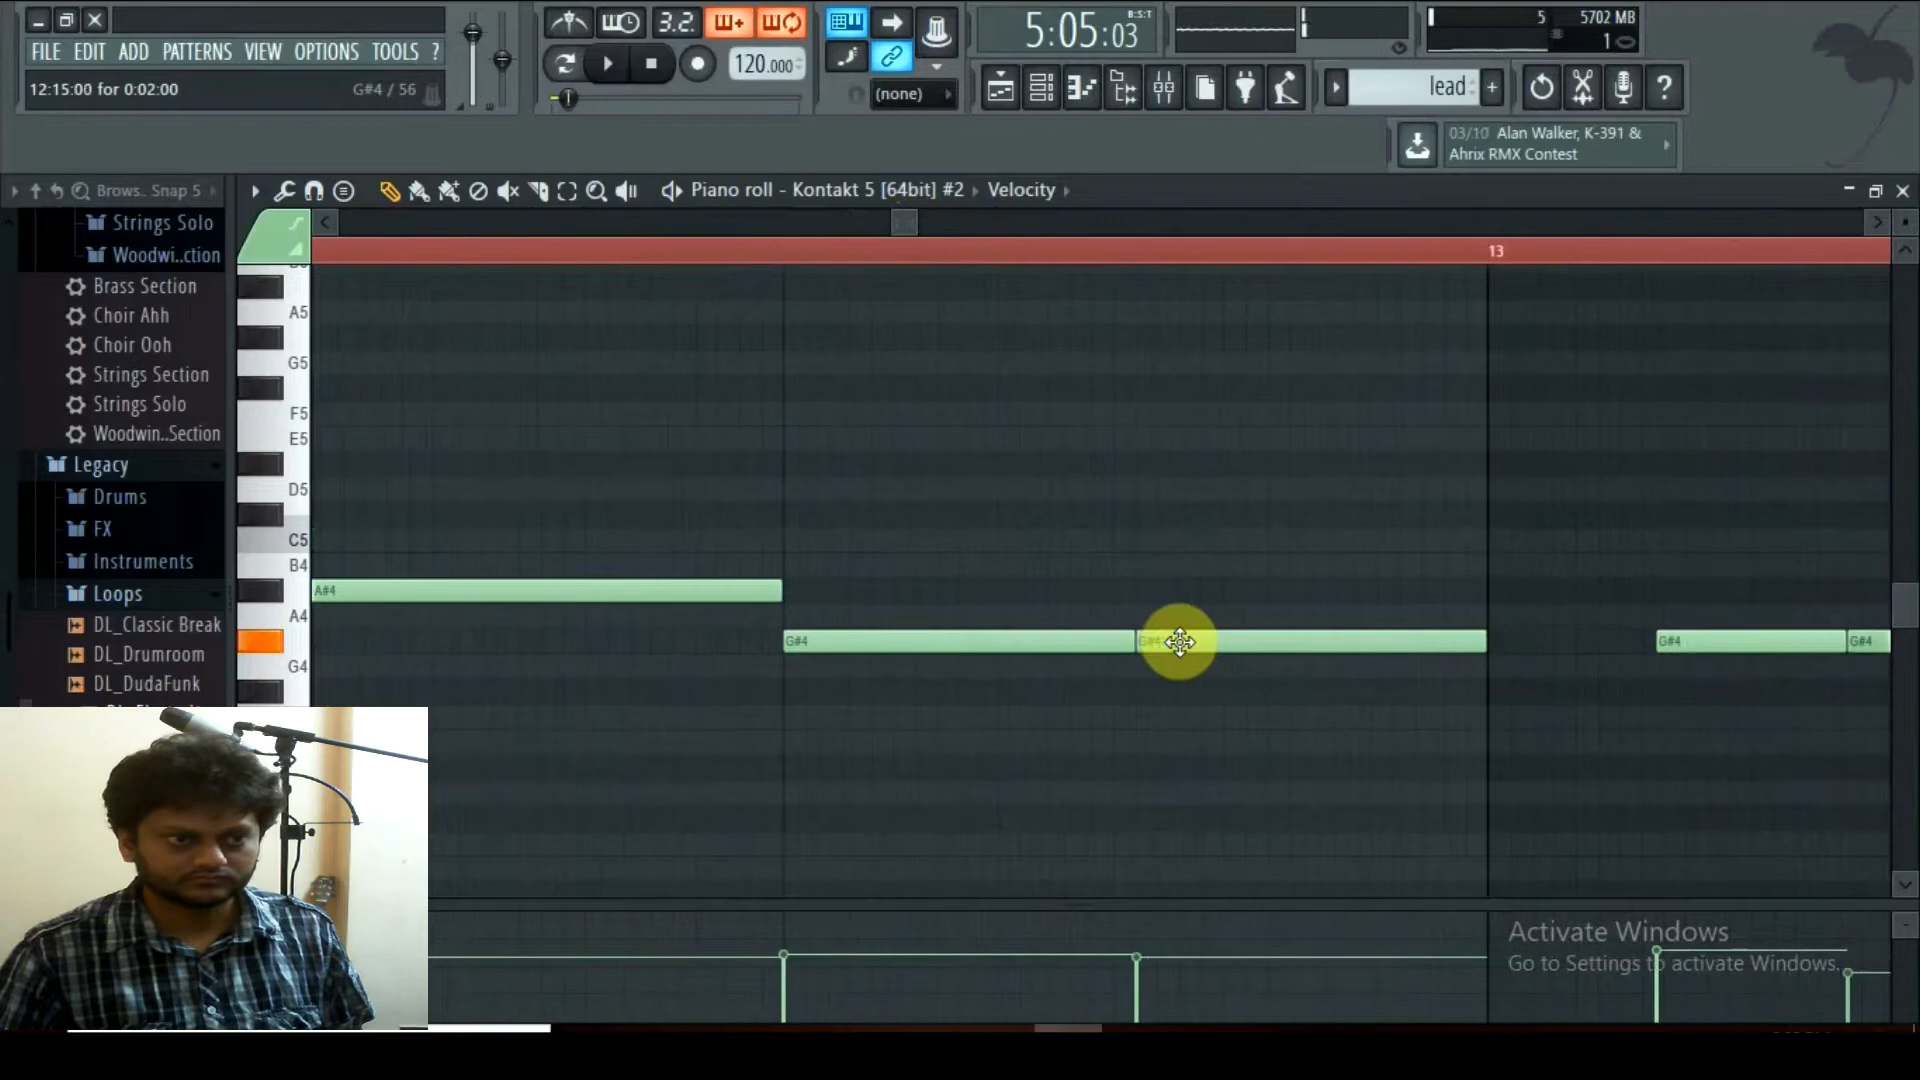 FILE EDIT ADD PATTERNS VIEW OPTIONS TOOLS ?
12:15:00 for 0:02:00 G#4 / 56
3.2.
120.000
(none)
5:05:03
B:S:T
5 5702 MB
1
lead
03/10 Alan Walker, K-391 &
Ahrix RMX Contest
Brows.. Snap 5
Piano roll - Kontakt 5 [64bit] #2 Velocity
13
Strings Solo
Woodwi..ction
Brass Section
Choir Ahh
Choir Ooh
Strings Section
Strings Solo
Woodwin..Section
Legacy
Drums
FX
Instruments
Loops
DL_Classic Break
DL_Drumroom
DL_DudaFunk
A5
G5
F5
E5
D5
C5
B4
A4
G4
A#4
G#4
G#4
G#4
G#4
Activate Windows
Go to Settings to activate Windows.